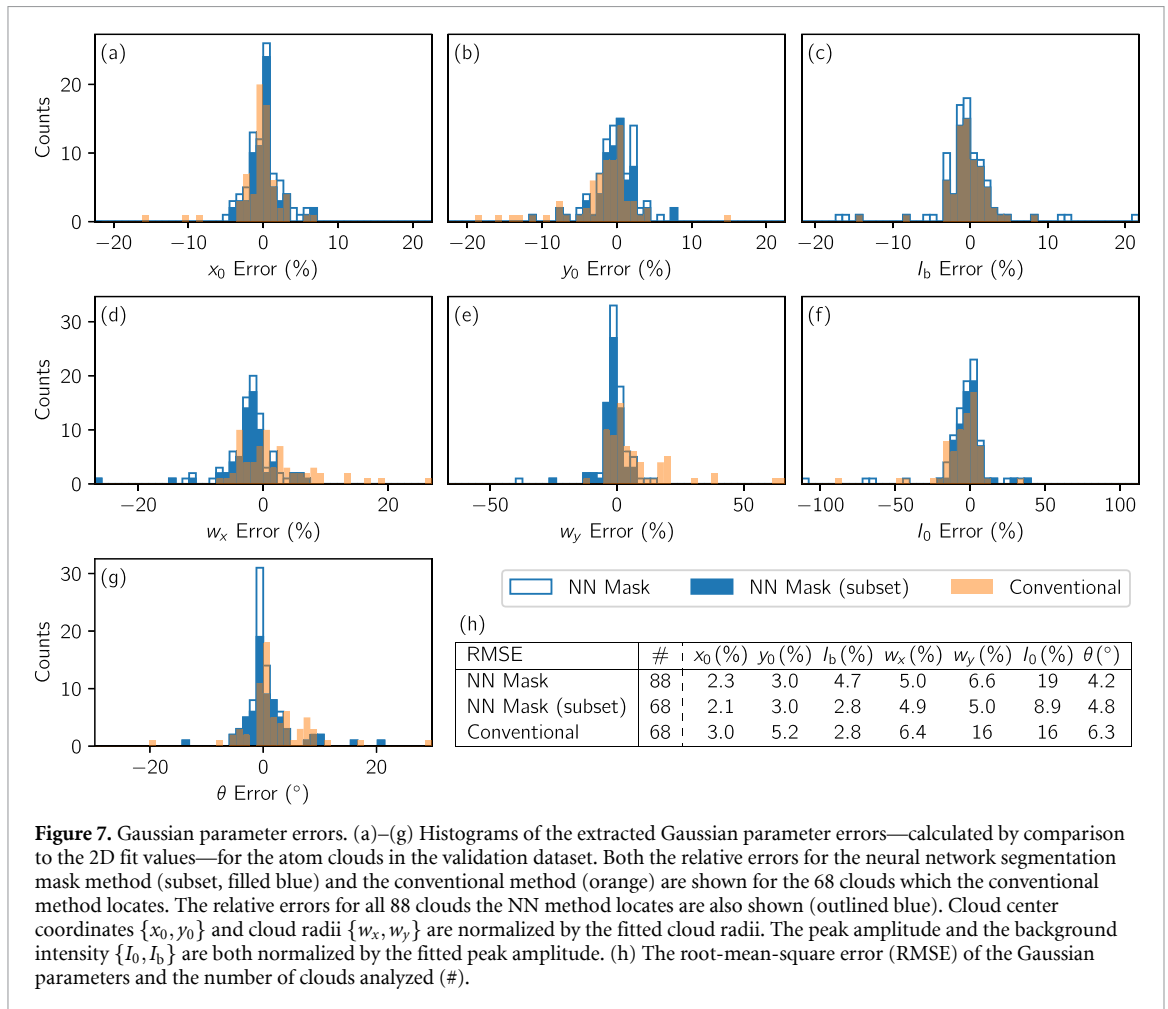 (a)
(b)
(c)
Counts
20
10
0
−20 −10 0 10 20
−20 −10 0 10 20
−20 −10 0 10 20
x₀ Error (%)
y₀ Error (%)
I_b Error (%)
(d)
(e)
(f)
Counts
30
20
10
0
−20 0 20
−50 0 50
−100 −50 0 50 100
w_x Error (%)
w_y Error (%)
I₀ Error (%)
(g)
Counts
30
20
10
0
−20 0 20
θ Error (°)
NN Mask NN Mask (subset) Conventional
(h)
RMSE # x₀ (%) y₀ (%) I_b (%) w_x (%) w_y (%) I₀ (%) θ (°)
NN Mask 88 2.3 3.0 4.7 5.0 6.6 19 4.2
NN Mask (subset) 68 2.1 3.0 2.8 4.9 5.0 8.9 4.8
Conventional 68 3.0 5.2 2.8 6.4 16 16 6.3
Figure 7. Gaussian parameter errors. (a)–(g) Histograms of the extracted Gaussian parameter errors—calculated by comparison
to the 2D fit values—for the atom clouds in the validation dataset. Both the relative errors for the neural network segmentation
mask method (subset, filled blue) and the conventional method (orange) are shown for the 68 clouds which the conventional
method locates. The relative errors for all 88 clouds the NN method locates are also shown (outlined blue). Cloud center
coordinates {x₀, y₀} and cloud radii {w_x, w_y} are normalized by the fitted cloud radii. The peak amplitude and the background
intensity {I₀, I_b} are both normalized by the fitted peak amplitude. (h) The root-mean-square error (RMSE) of the Gaussian
parameters and the number of clouds analyzed (#).